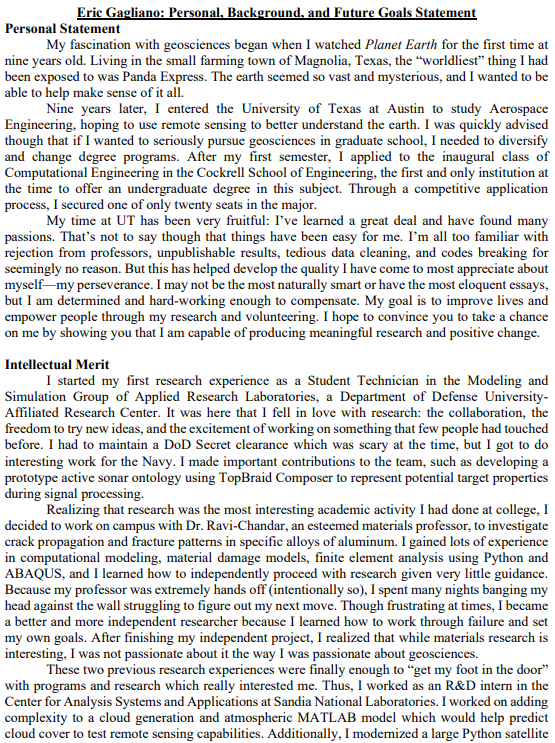 Eric Gagliano: Personal, Background, and Future Goals Statement
Personal Statement
My fascination with geosciences began when I watched Planet Earth for the first time at
nine years old. Living in the small farming town of Magnolia, Texas, the “worldliest” thing I had
been exposed to was Panda Express. The earth seemed so vast and mysterious, and I wanted to be
able to help make sense of it all.
Nine years later, I entered the University of Texas at Austin to study Aerospace
Engineering, hoping to use remote sensing to better understand the earth. I was quickly advised
though that if I wanted to seriously pursue geosciences in graduate school, I needed to diversify
and change degree programs. After my first semester, I applied to the inaugural class of
Computational Engineering in the Cockrell School of Engineering, the first and only institution at
the time to offer an undergraduate degree in this subject. Through a competitive application
process, I secured one of only twenty seats in the major.
My time at UT has been very fruitful: I’ve learned a great deal and have found many
passions. That’s not to say though that things have been easy for me. I’m all too familiar with
rejection from professors, unpublishable results, tedious data cleaning, and codes breaking for
seemingly no reason. But this has helped develop the quality I have come to most appreciate about
myself—my perseverance. I may not be the most naturally smart or have the most eloquent essays,
but I am determined and hard-working enough to compensate. My goal is to improve lives and
empower people through my research and volunteering. I hope to convince you to take a chance
on me by showing you that I am capable of producing meaningful research and positive change.
Intellectual Merit
I started my first research experience as a Student Technician in the Modeling and
Simulation Group of Applied Research Laboratories, a Department of Defense University-
Affiliated Research Center. It was here that I fell in love with research: the collaboration, the
freedom to try new ideas, and the excitement of working on something that few people had touched
before. I had to maintain a DoD Secret clearance which was scary at the time, but I got to do
interesting work for the Navy. I made important contributions to the team, such as developing a
prototype active sonar ontology using TopBraid Composer to represent potential target properties
during signal processing.
Realizing that research was the most interesting academic activity I had done at college, I
decided to work on campus with Dr. Ravi-Chandar, an esteemed materials professor, to investigate
crack propagation and fracture patterns in specific alloys of aluminum. I gained lots of experience
in computational modeling, material damage models, finite element analysis using Python and
ABAQUS, and I learned how to independently proceed with research given very little guidance.
Because my professor was extremely hands off (intentionally so), I spent many nights banging my
head against the wall struggling to figure out my next move. Though frustrating at times, I became
a better and more independent researcher because I learned how to work through failure and set
my own goals. After finishing my independent project, I realized that while materials research is
interesting, I was not passionate about it the way I was passionate about geosciences.
These two previous research experiences were finally enough to “get my foot in the door”
with programs and research which really interested me. Thus, I worked as an R&D intern in the
Center for Analysis Systems and Applications at Sandia National Laboratories. I worked on adding
complexity to a cloud generation and atmospheric MATLAB model which would help predict
cloud cover to test remote sensing capabilities. Additionally, I modernized a large Python satellite